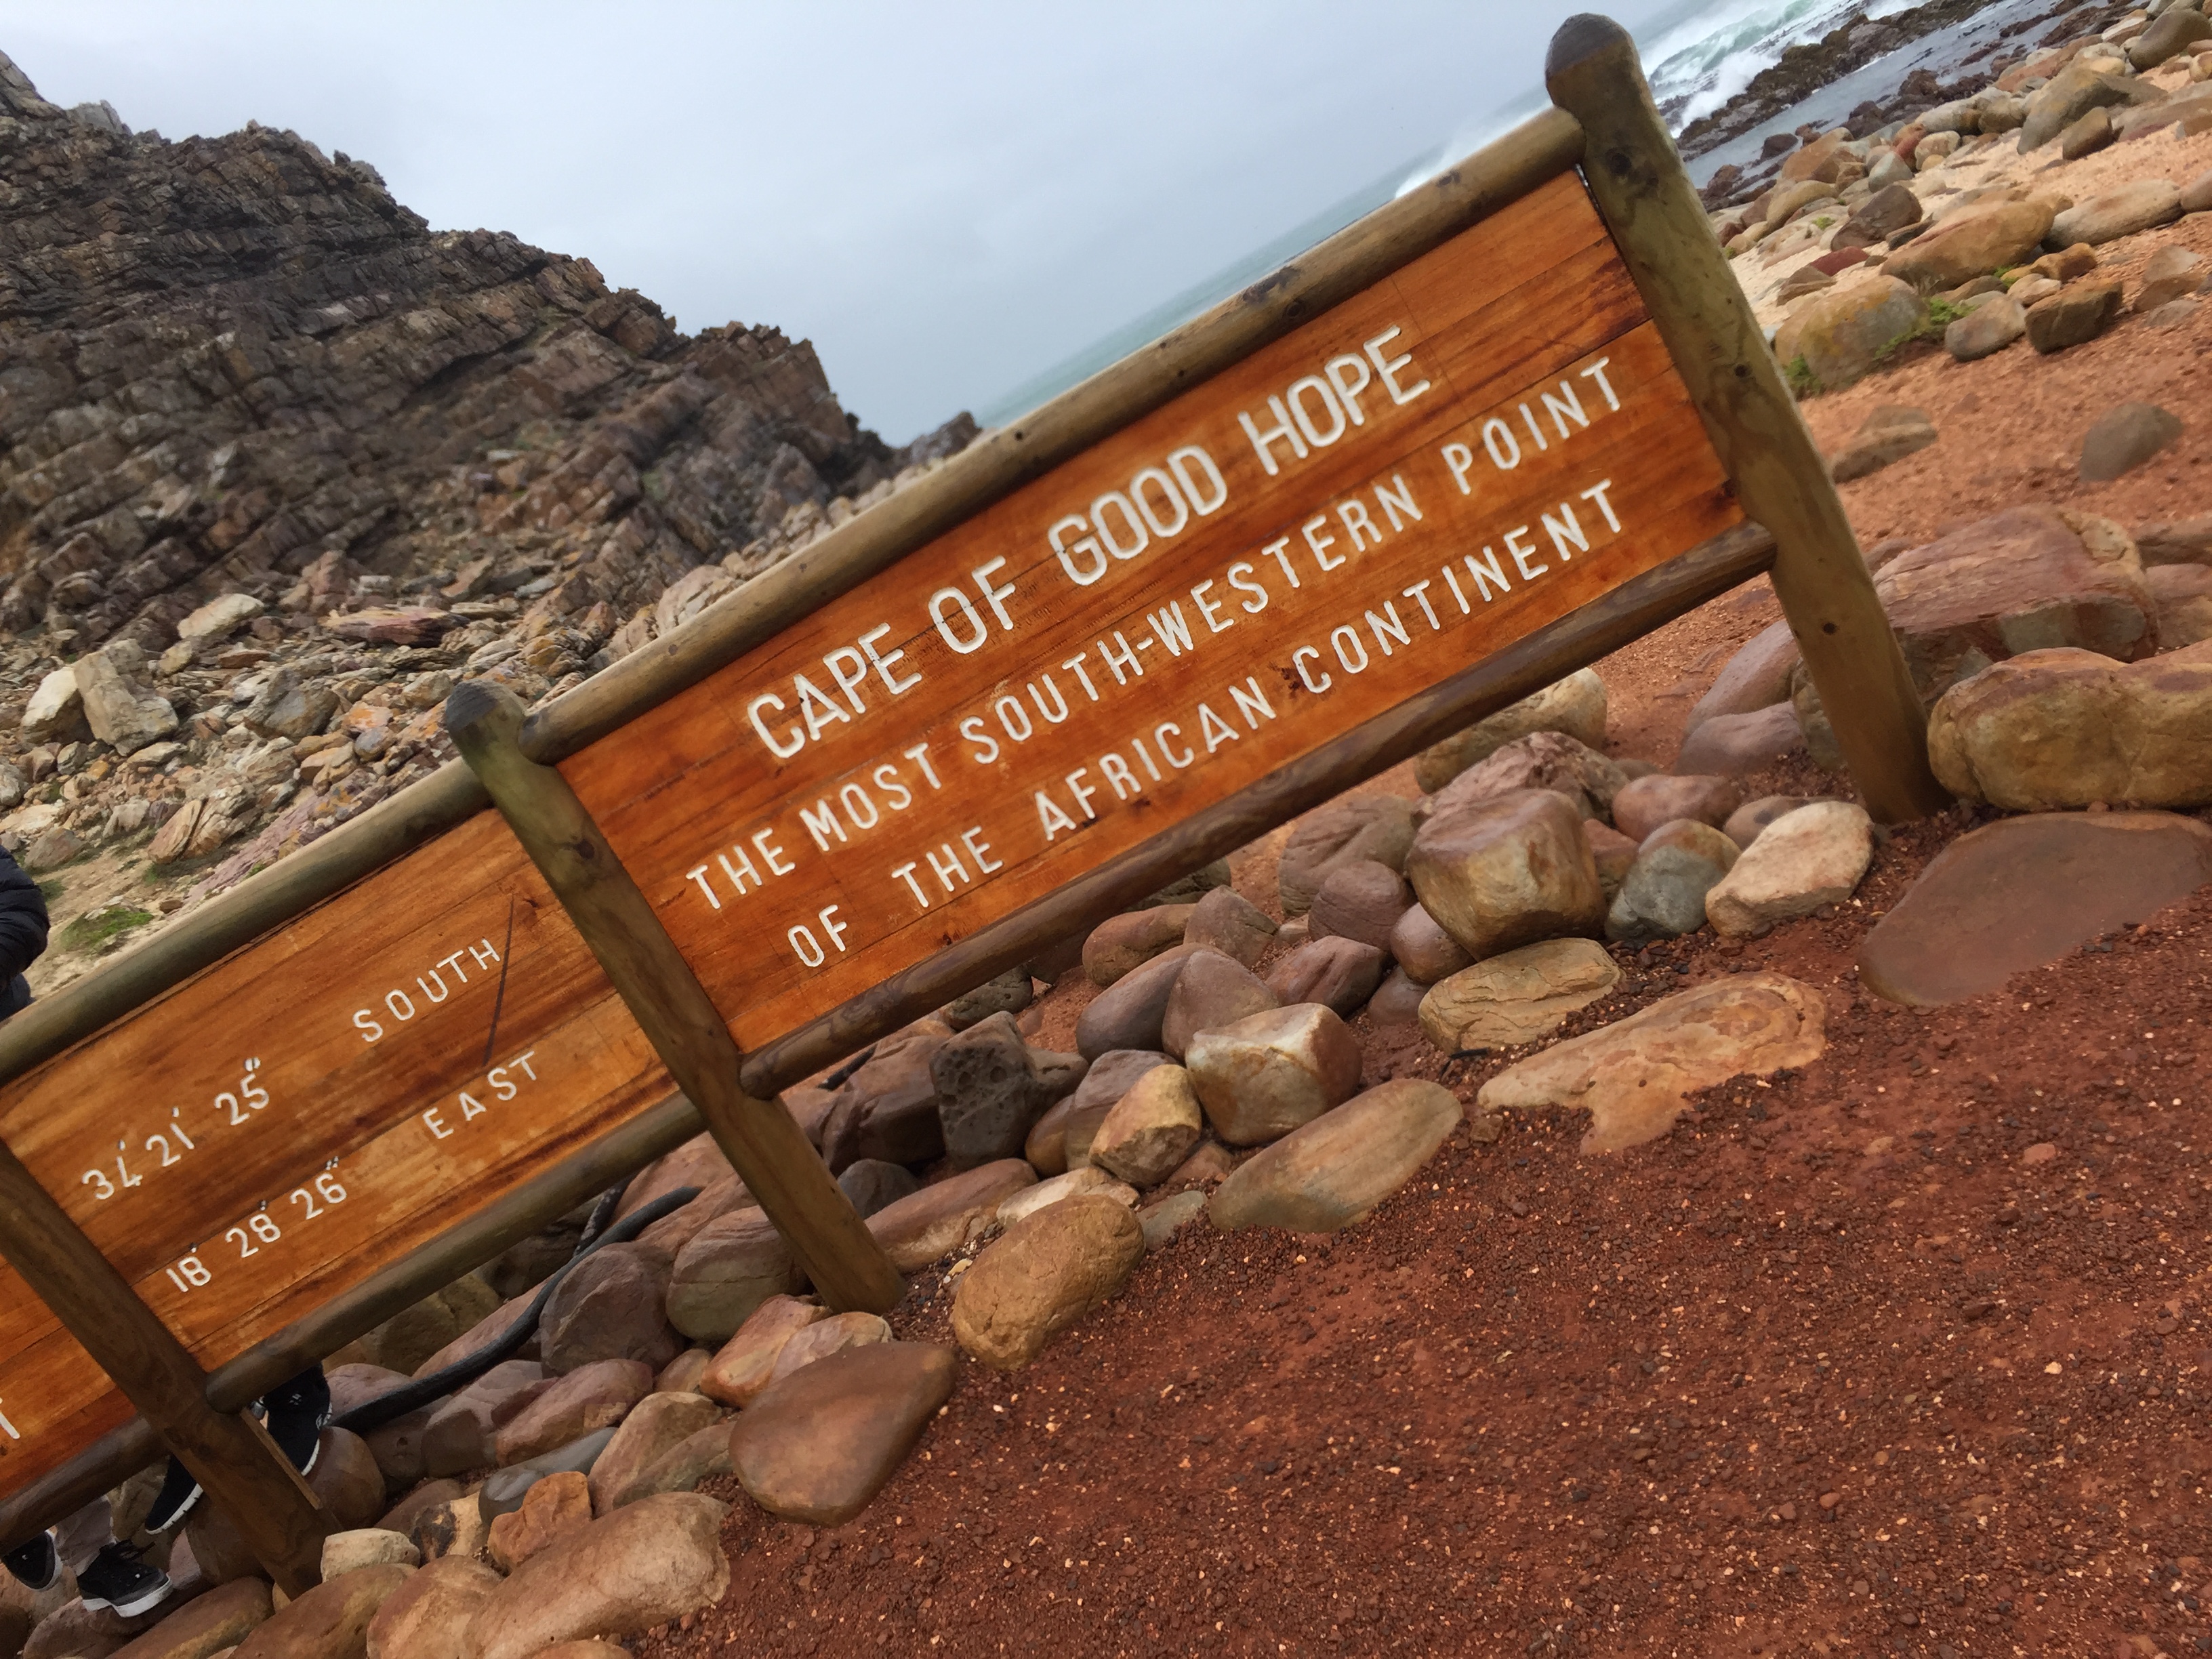 CAPE OF GOOD HOPE
THE MOST SOUTH-WESTERN POINT
OF THE AFRICAN CONTINENT
34° 21' 25" SOUTH
18° 28' 26" EAST
T